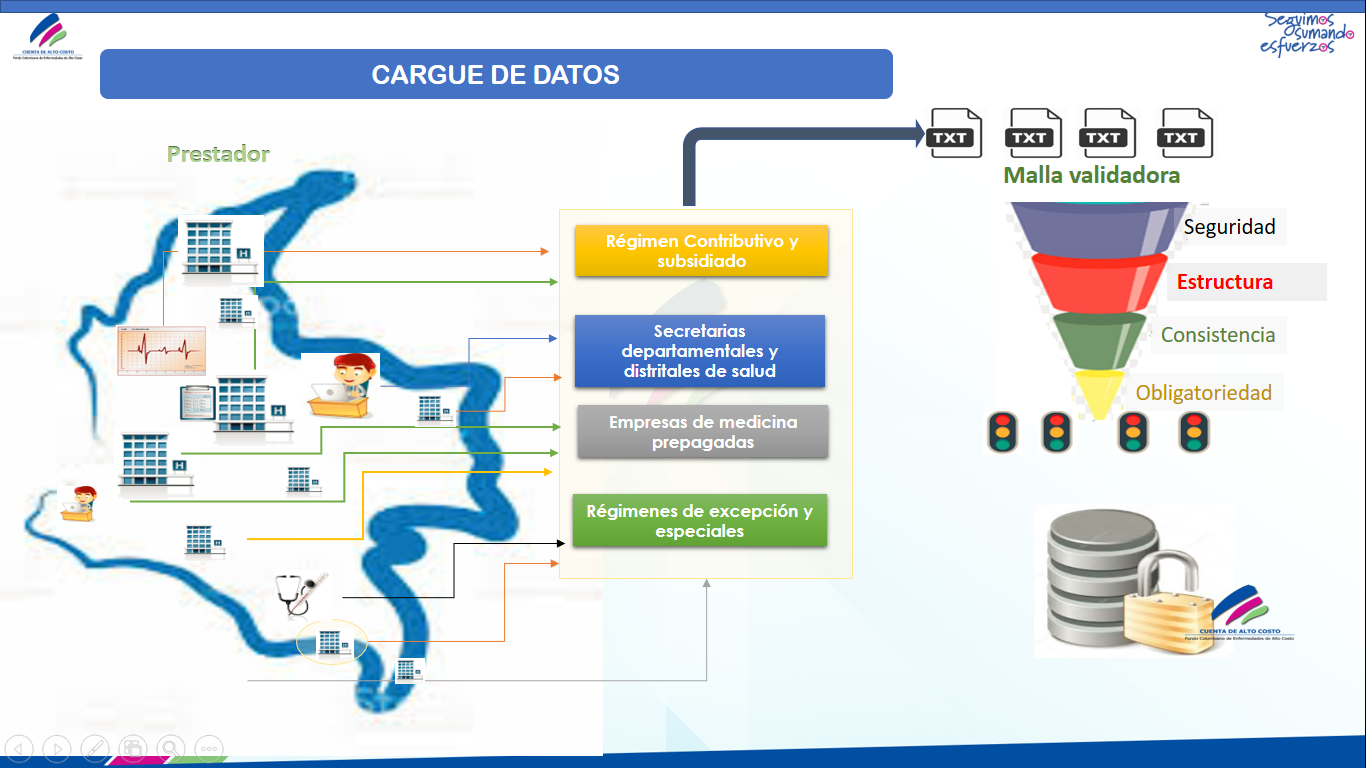 CUENTA DE ALTO COSTO
Fondo Colombiano de Enfermedades de Alto Costo
Seguimos
sumando
esfuerzos
CARGUE DE DATOS
TXT TXT TXT TXT
Prestador
Malla validadora
Régimen Contributivo y
subsidiado
Secretarias
departamentales y
distritales de salud
Empresas de medicina
prepagadas
Régimenes de excepción y
especiales
Seguridad
Estructura
Consistencia
Obligatoriedad
H
H
H
H
H
CUENTA DE ALTO COSTO
Fondo Colombiano de Enfermedades de Alto Costo